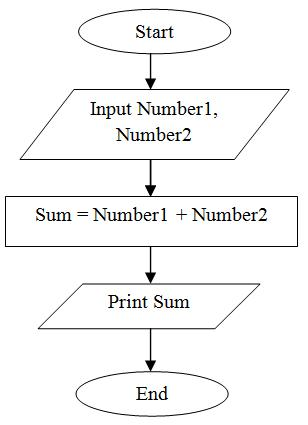 Start
Input Number1,
Number2
Sum = Number1 + Number2
Print Sum
End